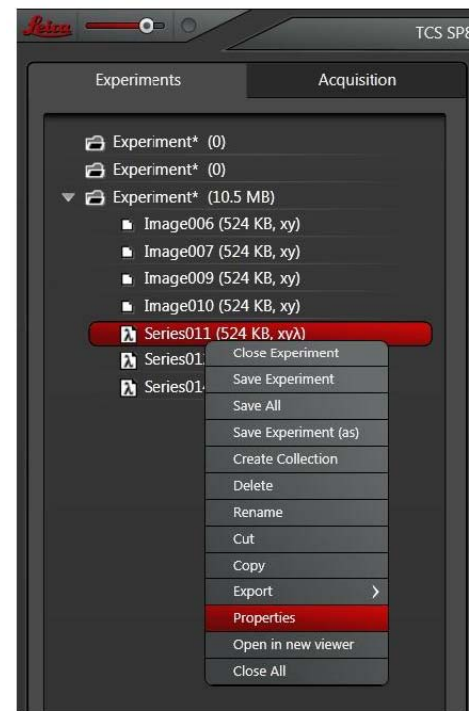 Leica
TCS SP8
Experiments Acquisition
Experiment* (0)
Experiment* (0)
Experiment* (10.5 MB)
Image006 (524 KB, xy)
Image007 (524 KB, xy)
Image009 (524 KB, xy)
Image010 (524 KB, xy)
λ Series011 (524 KB, xyλ)
λ Series01
λ Series014
Close Experiment
Save Experiment
Save All
Save Experiment (as)
Create Collection
Delete
Rename
Cut
Copy
Export
Properties
Open in new viewer
Close All